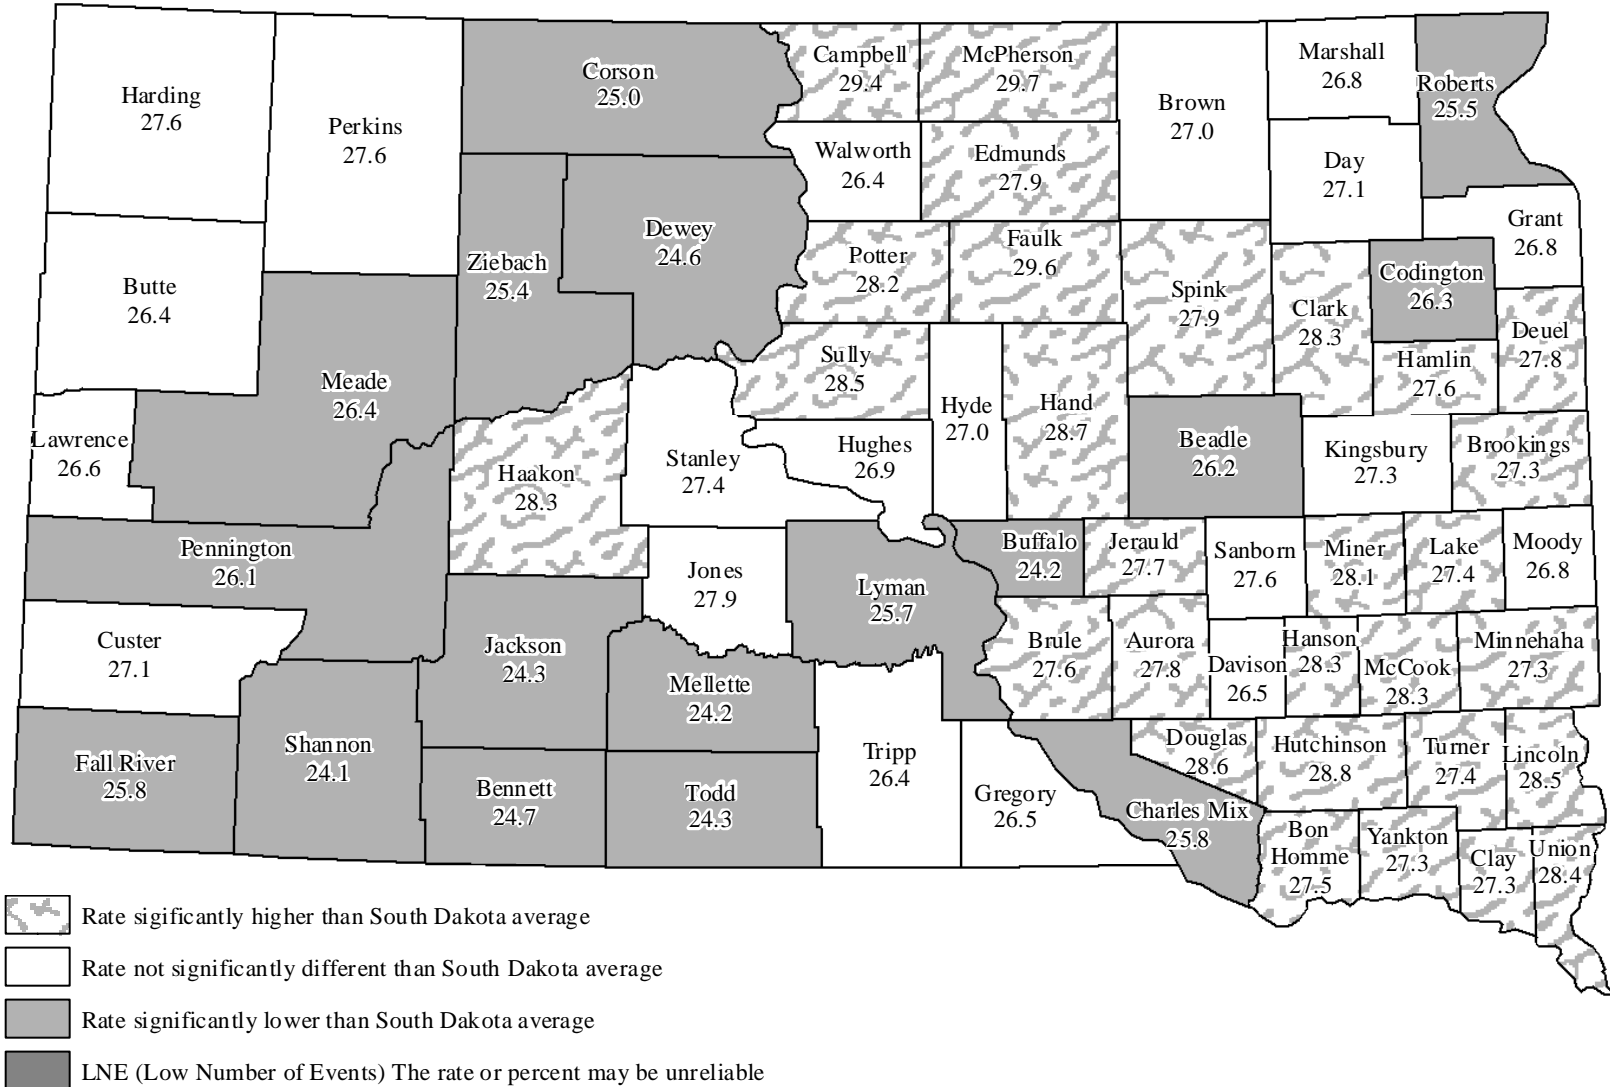 Harding
27.6
Perkins
27.6
Corson
25.0
Campbell
29.4
McPherson
29.7
Brown
27.0
Marshall
26.8
Roberts
25.5
Walworth
26.4
Edmunds
27.9
Day
27.1
Grant
26.8
Butte
26.4
Ziebach
25.4
Dewey
24.6
Potter
28.2
Faulk
29.6
Spink
27.9
Clark
28.3
Codington
26.3
Deuel
27.8
Hamlin
27.6
Meade
26.4
Sully
28.5
Hyde
27.0
Hand
28.7
Lawrence
26.6
Haakon
28.3
Stanley
27.4
Hughes
26.9
Beadle
26.2
Kingsbury
27.3
Brookings
27.3
Pennington
26.1
Jones
27.9
Lyman
25.7
Buffalo
24.2
Jerauld
27.7
Sanborn
27.6
Miner
28.1
Lake
27.4
Moody
26.8
Custer
27.1
Jackson
24.3
Mellette
24.2
Brule
27.6
Aurora
27.8
Davison
26.5
Hanson
28.3
McCook
28.3
Minnehaha
27.3
Fall River
25.8
Shannon
24.1
Bennett
24.7
Todd
24.3
Tripp
26.4
Gregory
26.5
Charles Mix
25.8
Douglas
28.6
Hutchinson
28.8
Turner
27.4
Lincoln
28.5
Bon
Homme
27.5
Yankton
27.3
Clay
27.3
Union
28.4
Rate sigificantly higher than South Dakota average
Rate not significantly different than South Dakota average
Rate significantly lower than South Dakota average
LNE (Low Number of Events) The rate or percent may be unreliable